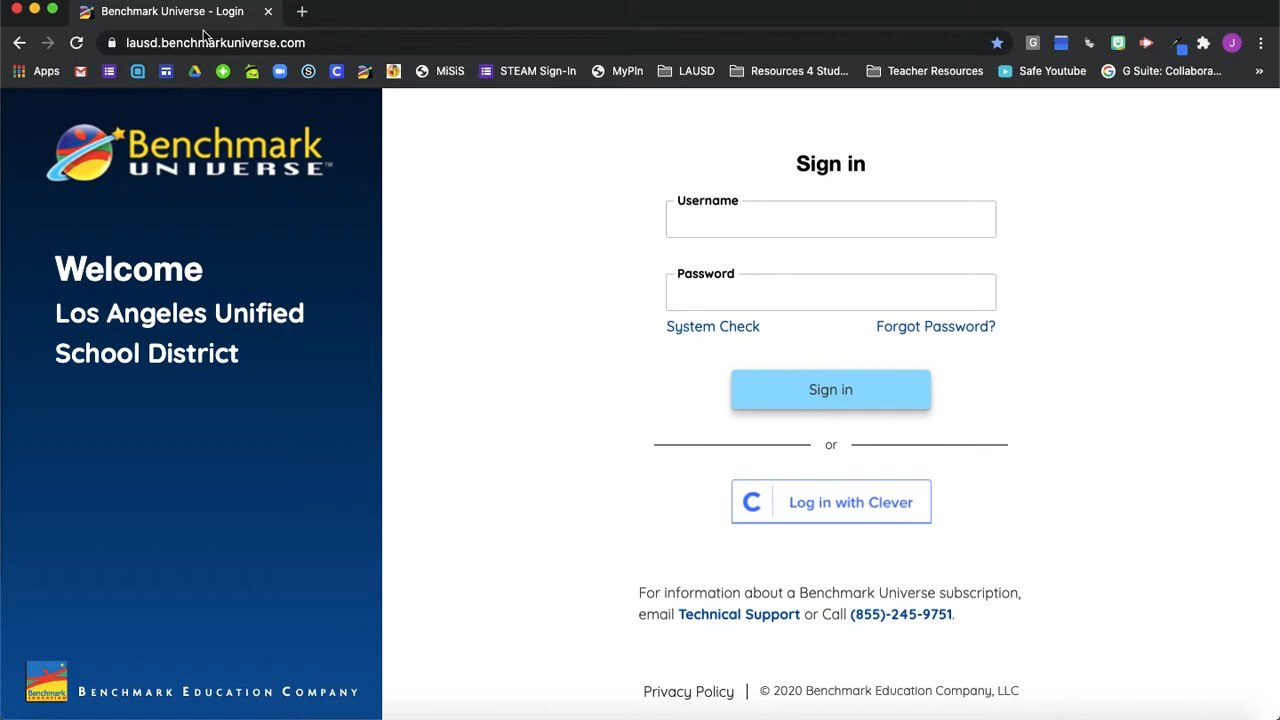 Benchmark Universe - Login
lausd.benchmarkuniverse.com
G
J
Apps
S
C
MiSiS
STEAM Sign-In
MyPln
LAUSD
Resources 4 Stud...
Teacher Resources
Safe Youtube
G Suite: Collabora...
»
Benchmark
UNIVERSE™
Welcome
Los Angeles Unified
School District
Benchmark
EDUCATION
BENCHMARK EDUCATION COMPANY
Sign in
Username
Password
System Check
Forgot Password?
Sign in
or
C Log in with Clever
For information about a Benchmark Universe subscription,
email Technical Support or Call (855)-245-9751.
Privacy Policy | © 2020 Benchmark Education Company, LLC